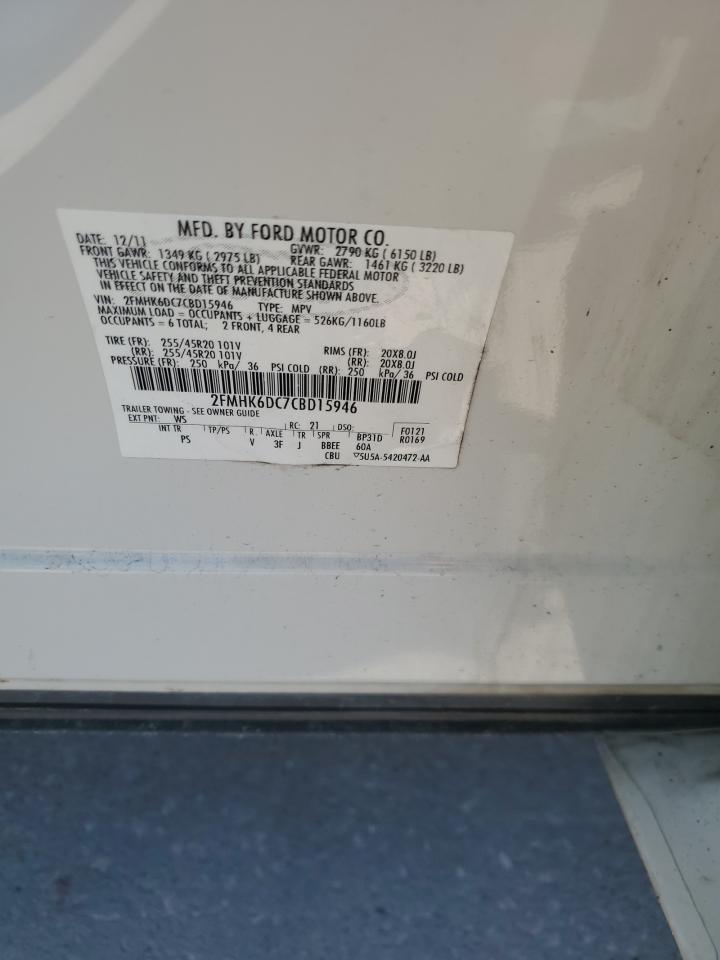 MFD. BY FORD MOTOR CO.
DATE: 12/11 GVWR: 2790 KG ( 6150 LB)
FRONT GAWR: 1349 KG ( 2975 LB) REAR GAWR: 1461 KG ( 3220 LB)
THIS VEHICLE CONFORMS TO ALL APPLICABLE FEDERAL MOTOR
VEHICLE SAFETY AND THEFT PREVENTION STANDARDS
IN EFFECT ON THE DATE OF MANUFACTURE SHOWN ABOVE.
VIN: 2FMHK6DC7CBD15946 TYPE: MPV
MAXIMUM LOAD = OCCUPANTS + LUGGAGE = 526KG/1160LB
OCCUPANTS = 6 TOTAL; 2 FRONT, 4 REAR
TIRE (FR): 255/45R20 101V RIMS (FR): 20X8.0J
(RR): 255/45R20 101V (RR): 20X8.0J
PRESSURE (FR): 250 kPa/ 36 PSI COLD (RR): 250 kPa/36 PSI COLD
2FMHK6DC7CBD15946
TRAILER TOWING - SEE OWNER GUIDE
EXT PNT: WS RC: 21 DSO: F0121
INT TR TP/PS R AXLE TR SPR BP31D R0169
PS V 3F J BBEE 60A
CBU ▽5U5A-5420472-AA